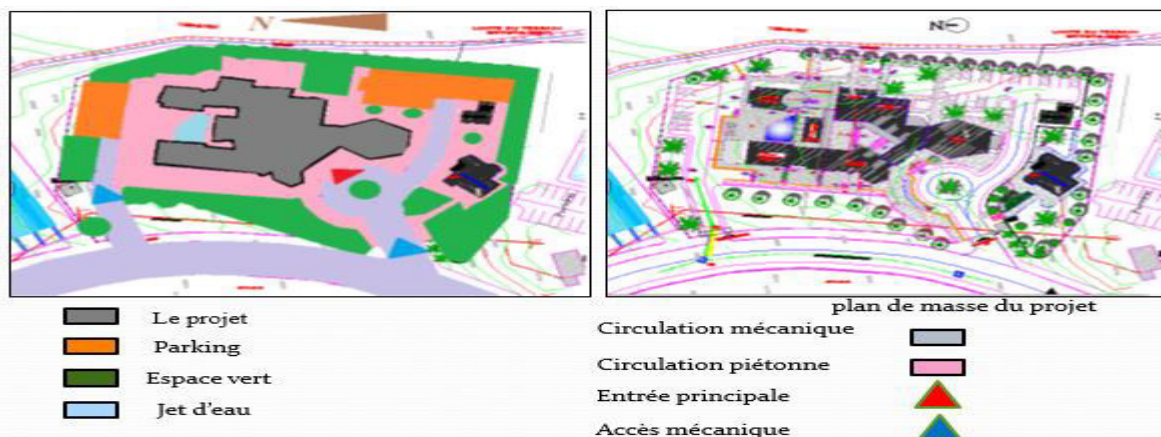 N
N
plan de masse du projet
Le projet
Parking
Espace vert
Jet d'eau
Circulation mécanique
Circulation piétonne
Entrée principale
Accès mécanique